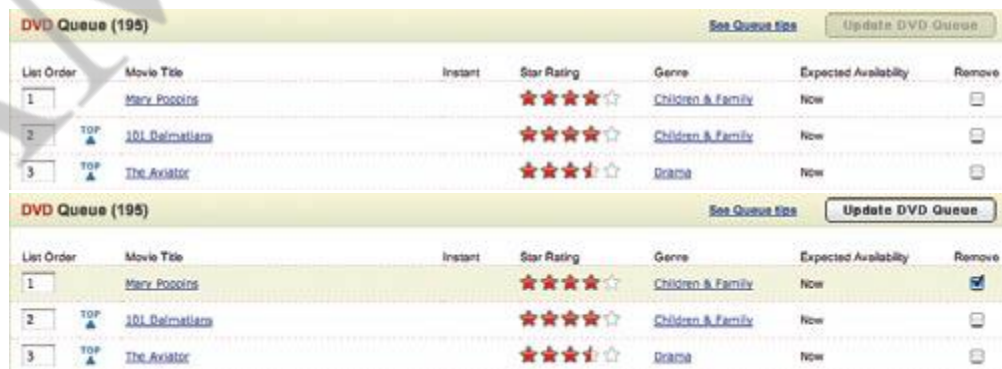 DVD Queue (195) See Queue tips Update DVD Queue
List Order Movie Title Instant Star Rating Genre Expected Availability Remove
1 Mary Poppins Children & Family Now
2 TOP 101 Dalmatians Children & Family Now
3 TOP The Aviator Drama Now
DVD Queue (195) See Queue tips Update DVD Queue
List Order Movie Title Instant Star Rating Genre Expected Availability Remove
1 Mary Poppins Children & Family Now
2 TOP 101 Dalmatians Children & Family Now
3 TOP The Aviator Drama Now